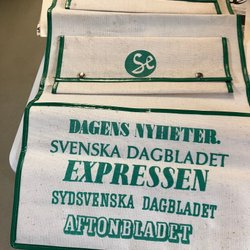 Se
DAGENS NYHETER.
SVENSKA DAGBLADET
EXPRESSEN
SYDSVENSKA DAGBLADET
AFTONBLADET